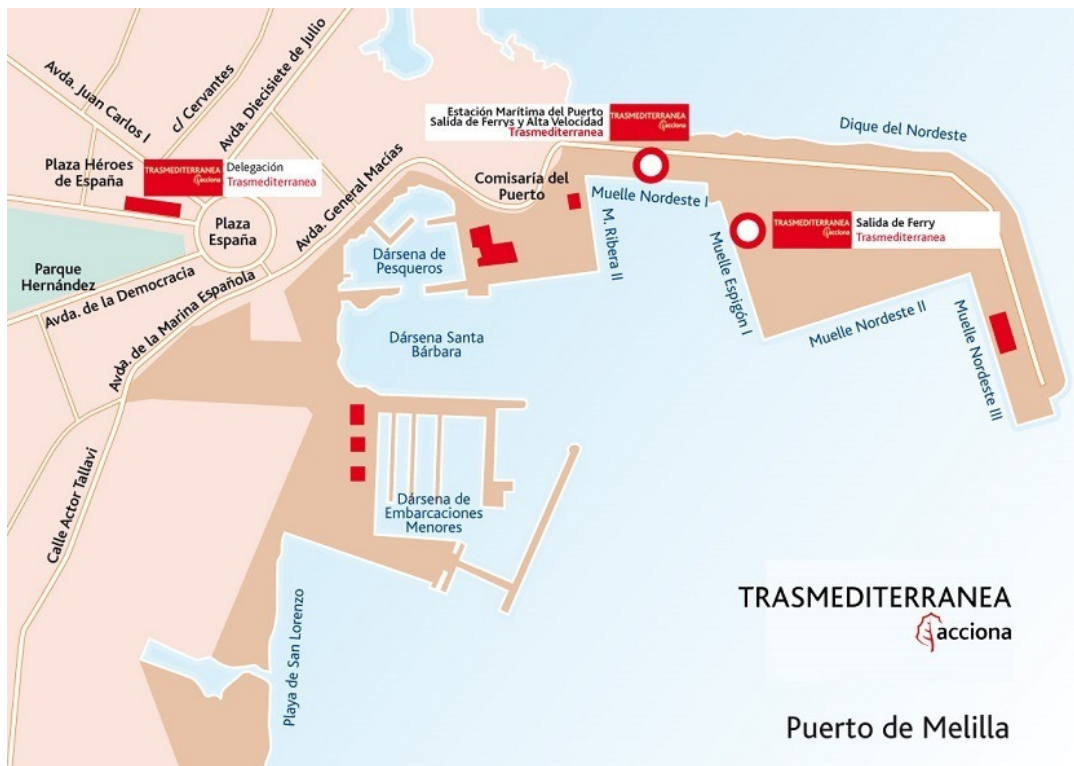 Avda. Juan Carlos I
c/ Cervantes
Avda. Diecisiete de Julio
Plaza Héroes
de España
TRASMEDITERRANEA
acciona
Delegación
Trasmediterranea
Plaza
España
Parque
Hernández
Avda. de la Democracia
Avda. de la Marina Española
Avda. General Macías
Calle Actor Tallavi
Estación Marítima del Puerto
Salida de Ferrys y Alta Velocidad
Trasmediterranea
TRASMEDITERRANEA
acciona
Dique del Nordeste
Comisaría del
Puerto
Muelle Nordeste I
M. Ribera II
Muelle Espigón I
TRASMEDITERRANEA
acciona
Salida de Ferry
Trasmediterranea
Muelle Nordeste II
Muelle Nordeste III
Dársena de
Pesqueros
Dársena Santa
Bárbara
Dársena de
Embarcaciones
Menores
Playa de San Lorenzo
TRASMEDITERRANEA
acciona
Puerto de Melilla